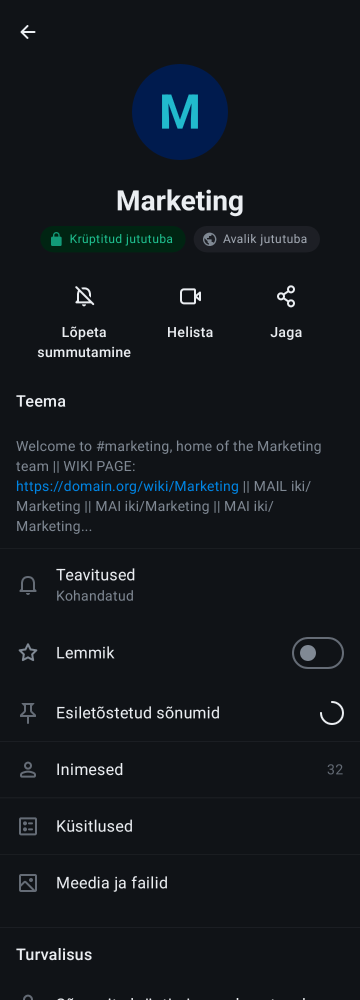 M
Marketing
Krüptitud jututuba
Avalik jututuba
Lõpeta
summutamine
Helista
Jaga
Teema
Welcome to #marketing, home of the Marketing
team || WIKI PAGE:
https://domain.org/wiki/Marketing || MAIL iki/
Marketing || MAI iki/Marketing || MAI iki/
Marketing...
Teavitused
Kohandatud
Lemmik
Esiletõstetud sõnumid
Inimesed 32
Küsitlused
Meedia ja failid
Turvalisus